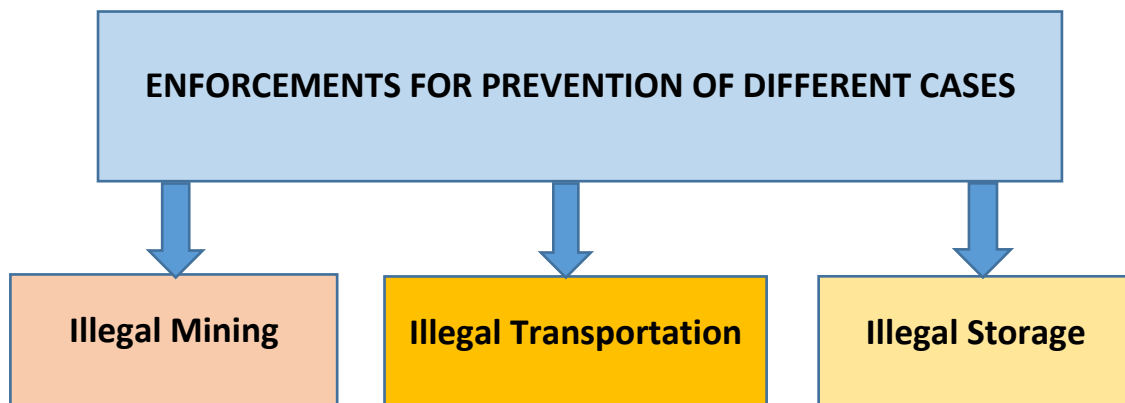 ENFORCEMENTS FOR PREVENTION OF DIFFERENT CASES
Illegal Mining
Illegal Transportation
Illegal Storage